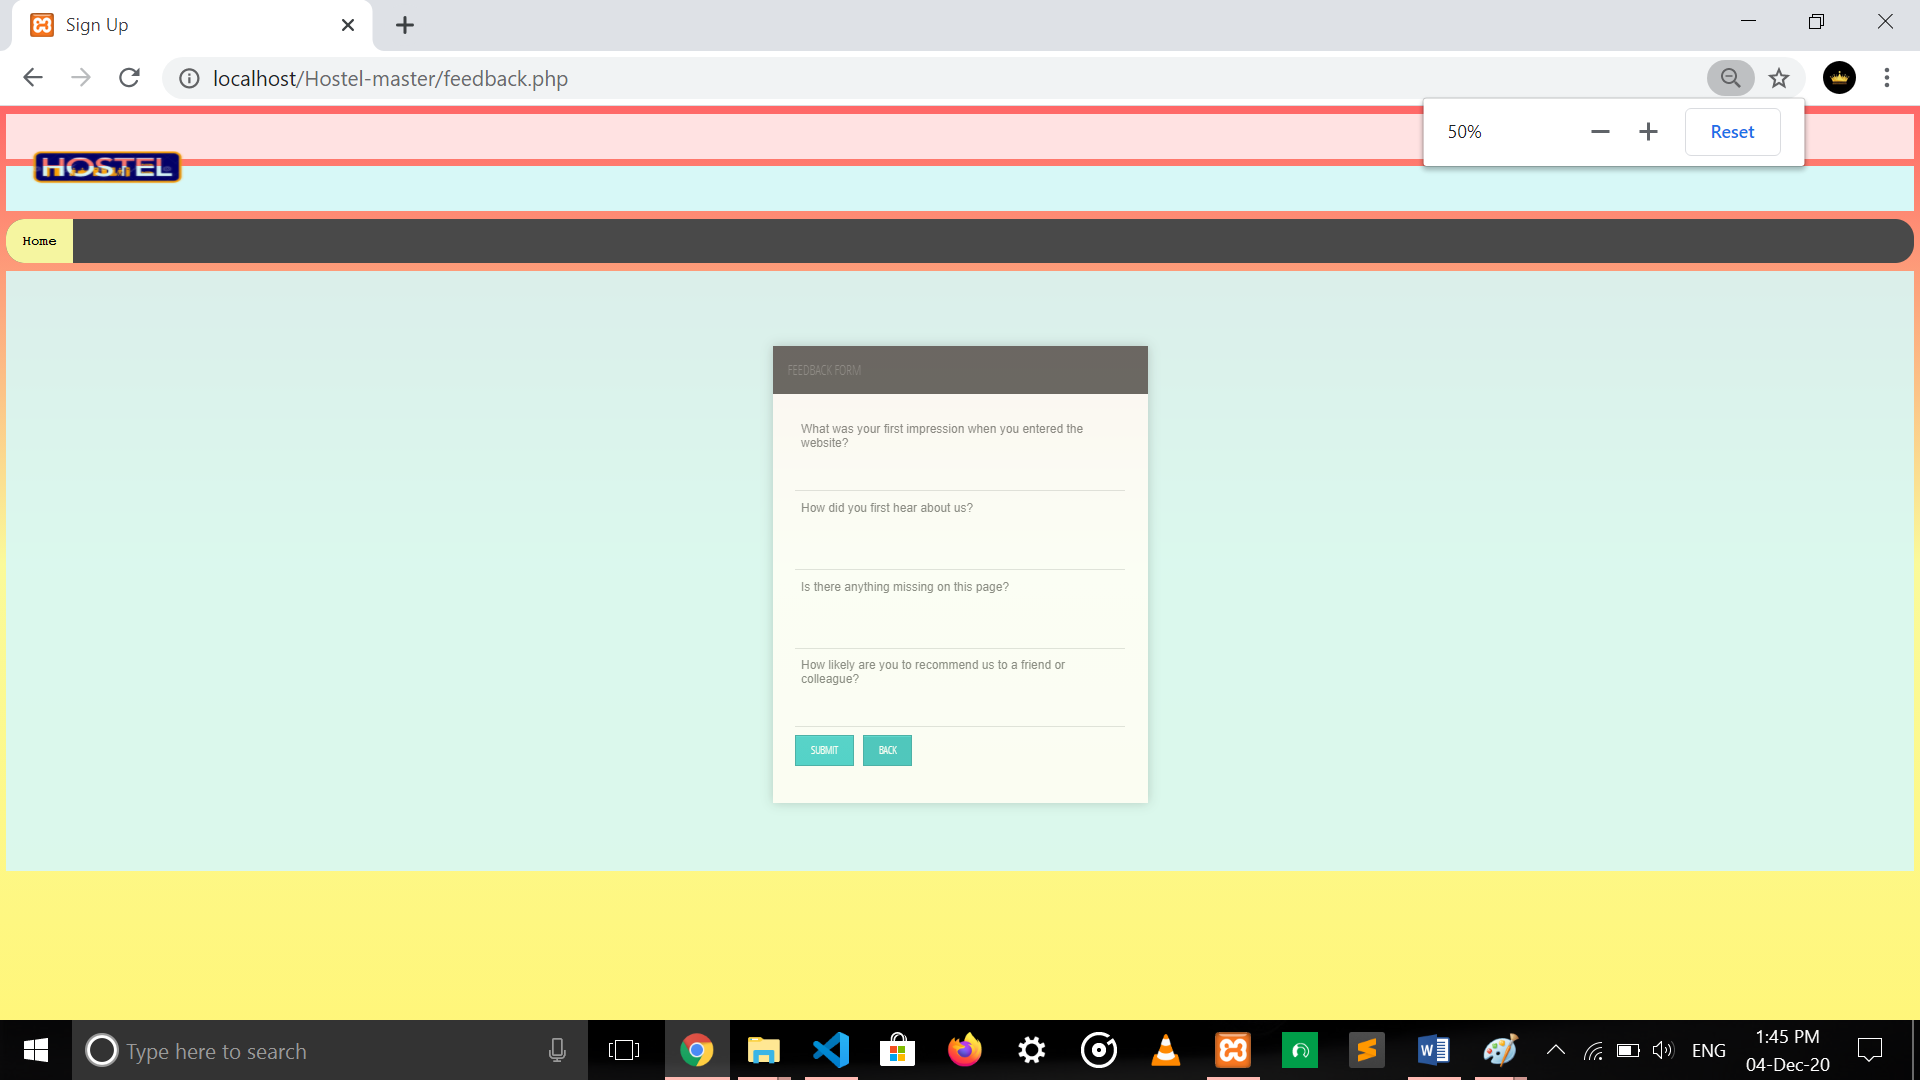 Sign Up
localhost/Hostel-master/feedback.php
50%
Reset
HOSTEL
Home
FEEDBACK FORM
What was your first impression when you entered the
website?
How did you first hear about us?
Is there anything missing on this page?
How likely are you to recommend us to a friend or
colleague?
SUBMIT BACK
Type here to search
ENG
1:45 PM
04-Dec-20